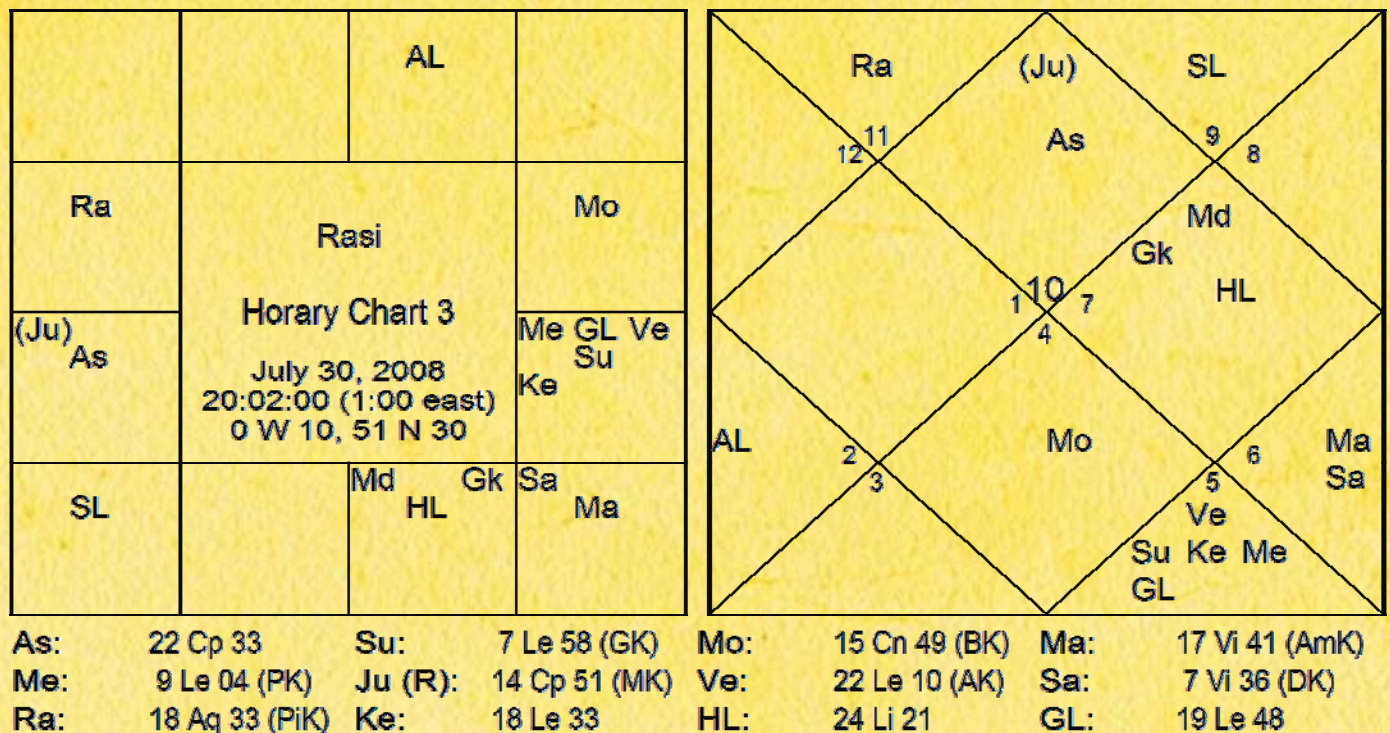 AL
Ra
Rasi
Mo
Horary Chart 3
(Ju)
As
July 30, 2008
20:02:00 (1:00 east)
0 W 10, 51 N 30
Me GL Ve
Su
Ke
SL
Md Gk
HL
Sa
Ma
Ra (Ju) SL
As
11 9
12 8
Md
Gk
HL
10
1 7
4
AL Mo Ma
Sa
2 6
3 5
Ve
Su Ke Me
GL
As: 22 Cp 33 Su: 7 Le 58 (GK) Mo: 15 Cn 49 (BK) Ma: 17 Vi 41 (AmK)
Me: 9 Le 04 (PK) Ju (R): 14 Cp 51 (MK) Ve: 22 Le 10 (AK) Sa: 7 Vi 36 (DK)
Ra: 18 Aq 33 (PiK) Ke: 18 Le 33 HL: 24 Li 21 GL: 19 Le 48